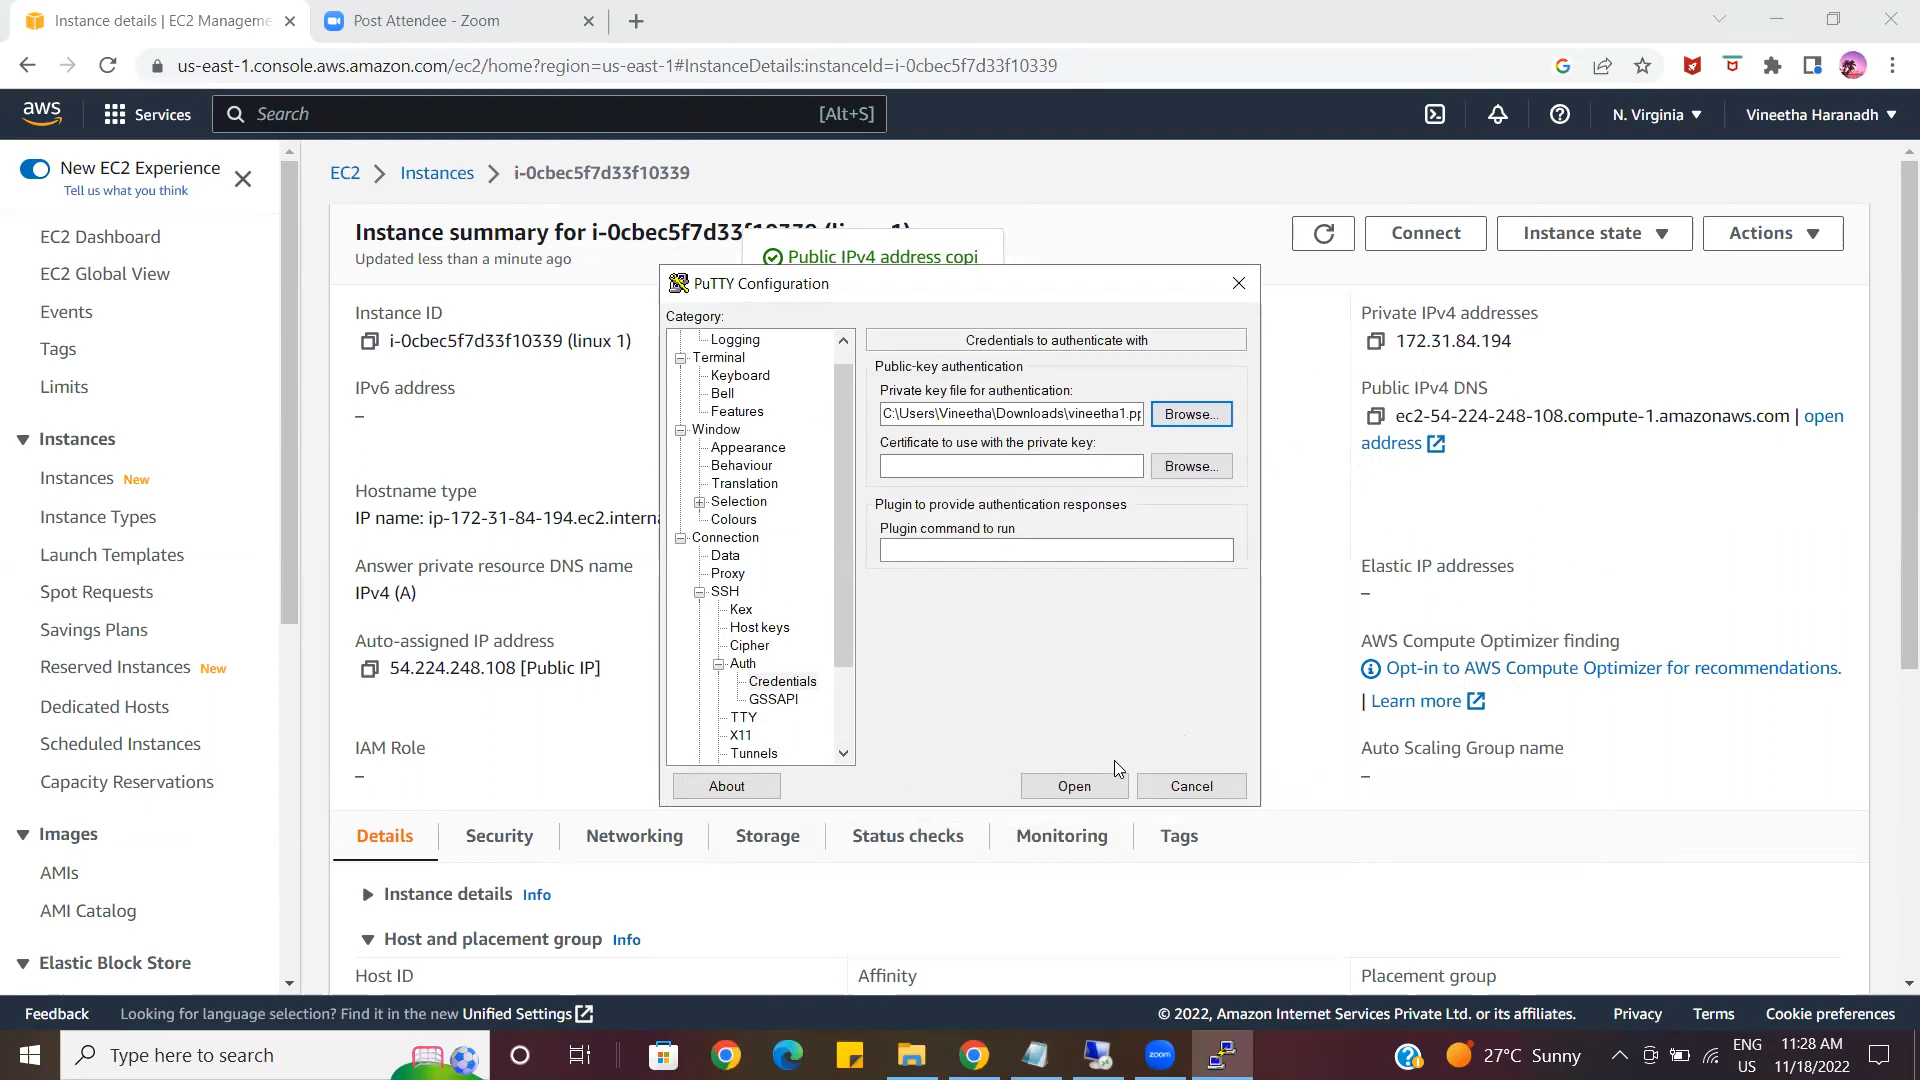 Instance details | EC2 Manageme
Post Attendee - Zoom
us-east-1.console.aws.amazon.com/ec2/home?region=us-east-1#InstanceDetails:instanceId=i-0cbec5f7d33f10339
aws
Services
Search
[Alt+S]
N. Virginia
Vineetha Haranadh
New EC2 Experience
Tell us what you think
EC2 Dashboard
EC2 Global View
Events
Tags
Limits
Instances
Instances New
Instance Types
Launch Templates
Spot Requests
Savings Plans
Reserved Instances New
Dedicated Hosts
Scheduled Instances
Capacity Reservations
Images
AMIs
AMI Catalog
Elastic Block Store
EC2
Instances
i-0cbec5f7d33f10339
Instance summary for i-0cbec5f7d33f10339 (linux 1)
Updated less than a minute ago
Public IPv4 address copi
Connect
Instance state
Actions
Instance ID
i-0cbec5f7d33f10339 (linux 1)
IPv6 address
–
Hostname type
IP name: ip-172-31-84-194.ec2.interna
Answer private resource DNS name
IPv4 (A)
Auto-assigned IP address
54.224.248.108 [Public IP]
IAM Role
–
PuTTY Configuration
Category:
Logging
Terminal
Keyboard
Bell
Features
Window
Appearance
Behaviour
Translation
Selection
Colours
Connection
Data
Proxy
SSH
Kex
Host keys
Cipher
Auth
Credentials
GSSAPI
TTY
X11
Tunnels
Credentials to authenticate with
Public-key authentication
Private key file for authentication:
C:\Users\Vineetha\Downloads\vineetha1.pp
Browse...
Certificate to use with the private key:
Browse...
Plugin to provide authentication responses
Plugin command to run
About
Open
Cancel
Private IPv4 addresses
172.31.84.194
Public IPv4 DNS
ec2-54-224-248-108.compute-1.amazonaws.com | open
address
Elastic IP addresses
–
AWS Compute Optimizer finding
Opt-in to AWS Compute Optimizer for recommendations.
| Learn more
Auto Scaling Group name
–
Details
Security
Networking
Storage
Status checks
Monitoring
Tags
Instance details Info
Host and placement group Info
Host ID
Affinity
Placement group
Feedback
Looking for language selection? Find it in the new Unified Settings
© 2022, Amazon Internet Services Private Ltd. or its affiliates.
Privacy
Terms
Cookie preferences
Type here to search
zoom
27°C Sunny
ENG
US
11:28 AM
11/18/2022